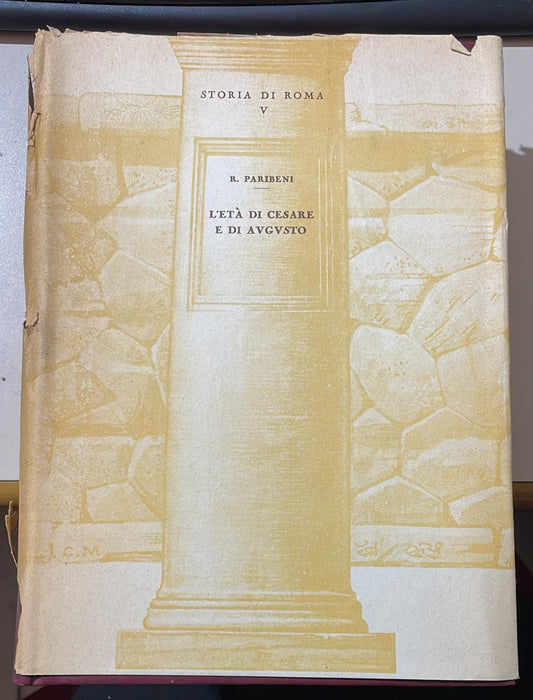 STORIA DI ROMA
V
R. PARIBENI
L'ETÀ DI CESARE
E DI AVGVSTO
C.M